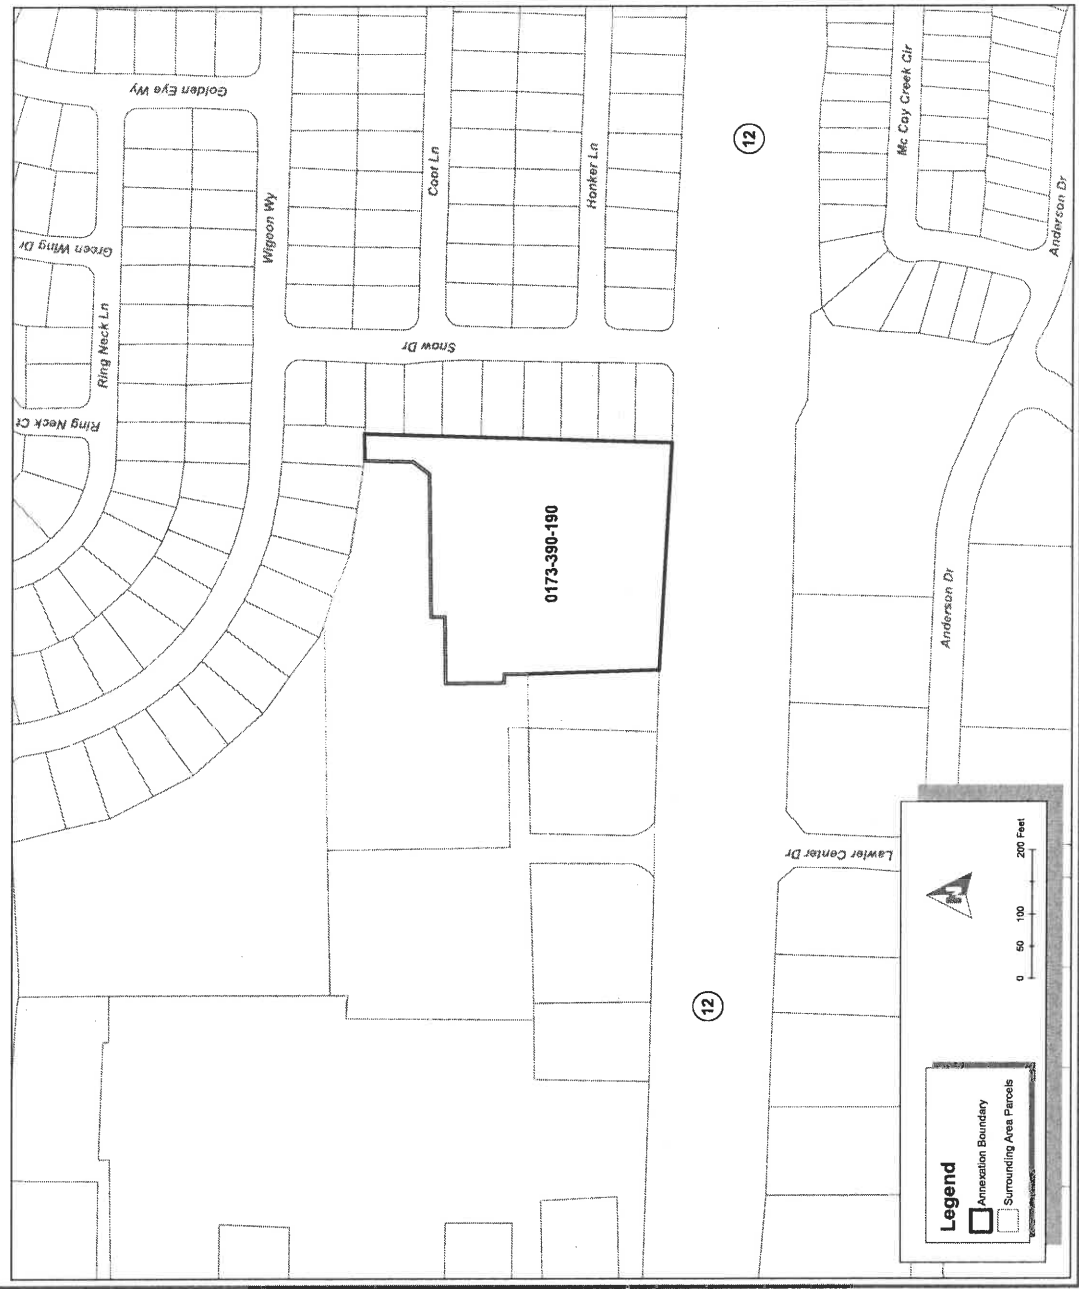 Golden Eye Wy
Green Wing Dr
Ring Neck Ln
Ring Neck Ct
Wigeon Wy
Coot Ln
Honker Ln
Snow Dr
12
Mc Coy Creek Cir
Anderson Dr
0173-390-190
Anderson Dr
Lawler Center Dr
12
0 50 100 200 Feet
Legend
Annexation Boundary
Surrounding Area Parcels